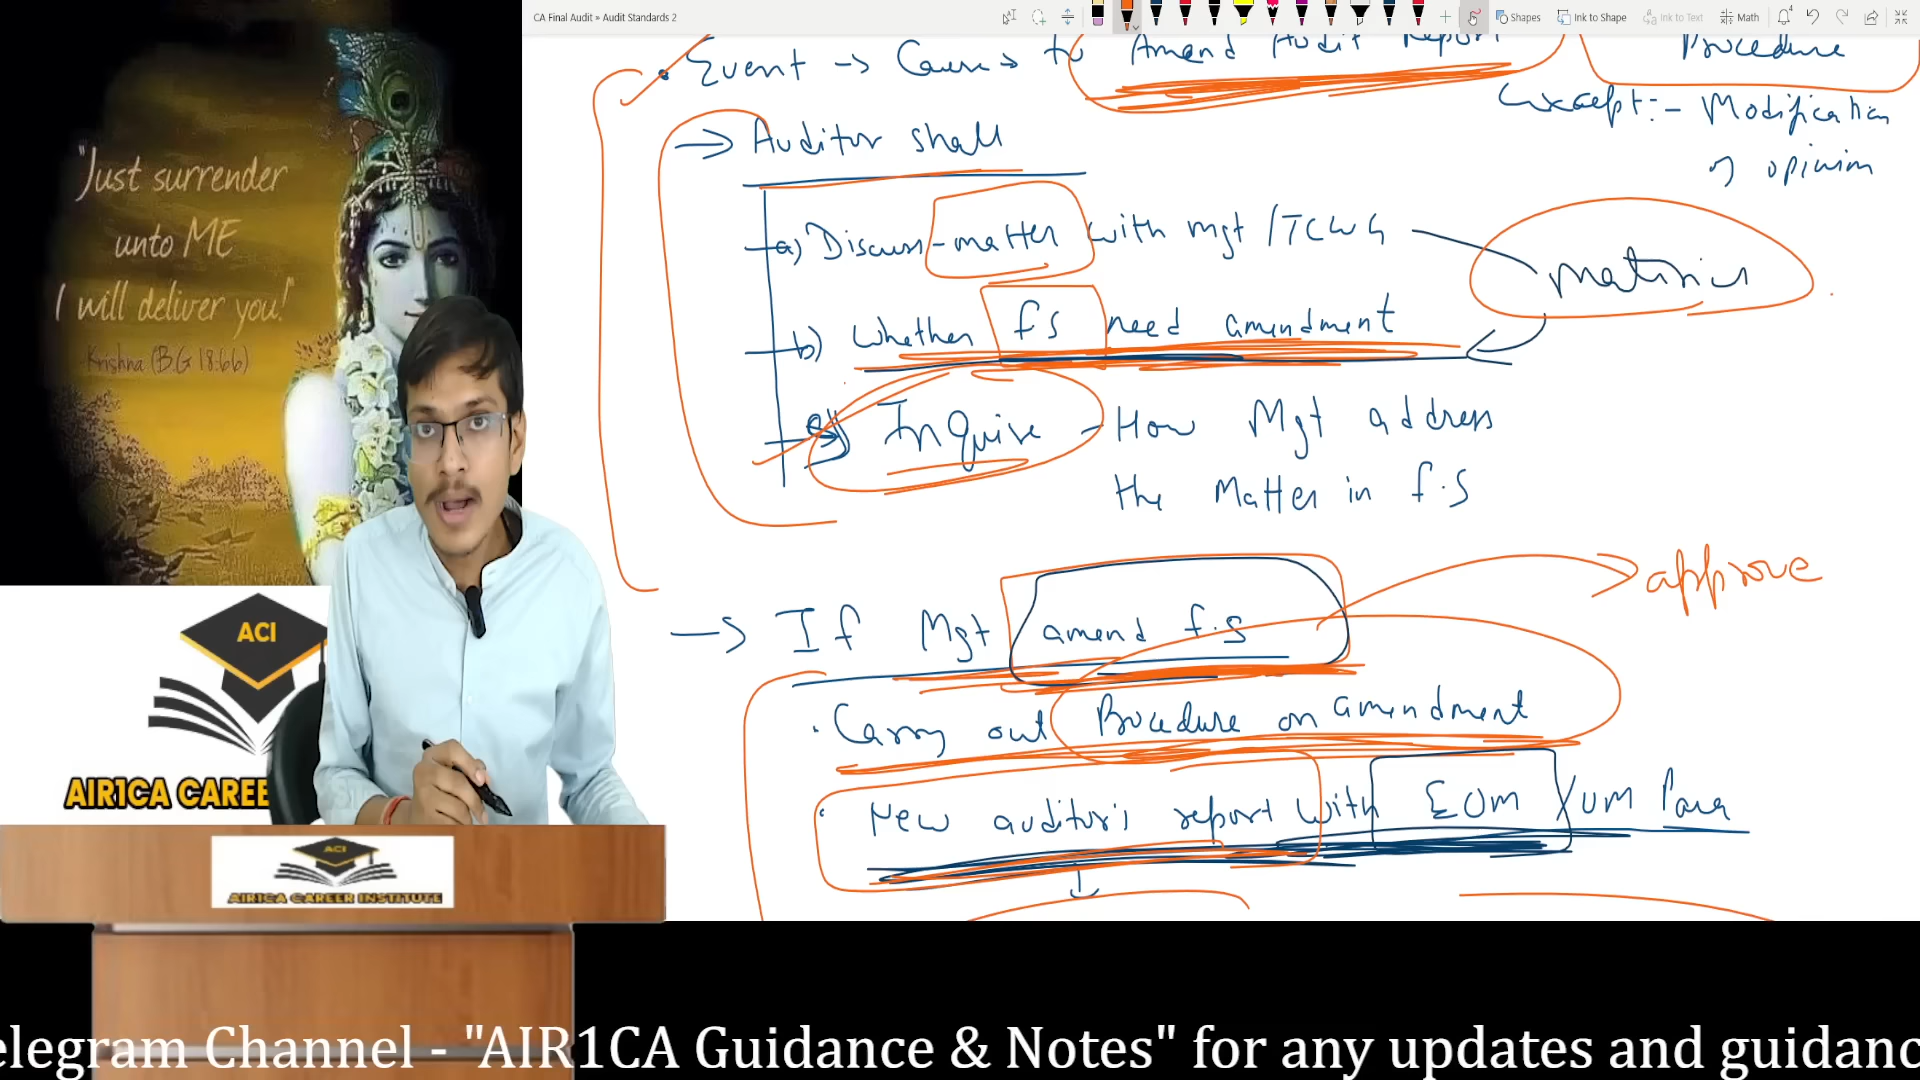 CA Final Audit » Audit Standards 2
Shapes
Ink to Shape
Ink to Text
Math
• Event → Causes to Amend Audit Report
Procedure
Except:- Modification
of opinion
→ Auditor shall
a) Discuss - matter with mgt / TCWG
b) Whether FS need amendment
Inquire - How Mgt address
the Matter in F.S
→ If Mgt amend F.S
approve
• Carry out Procedure on amendment
• New auditor's report with EOM / OM Para
"Just surrender
unto ME
I will deliver you!"
- Krishna (B.G 18:66)
ACI
AIR1CA CAREE
ACI
AIR1CA CAREER INSTITUTE
elegram Channel - "AIR1CA Guidance & Notes" for any updates and guidanc